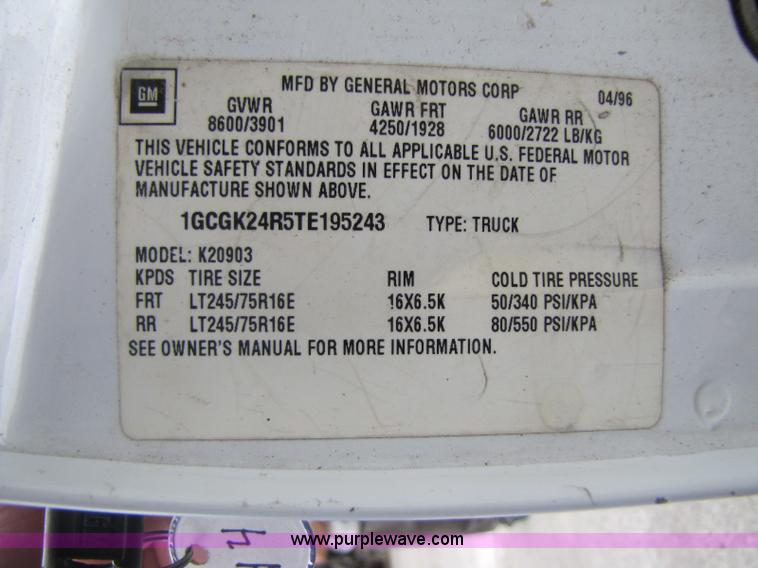 GM
MFD BY GENERAL MOTORS CORP 04/96
GVWR GAWR FRT GAWR RR
8600/3901 4250/1928 6000/2722 LB/KG
THIS VEHICLE CONFORMS TO ALL APPLICABLE U.S. FEDERAL MOTOR
VEHICLE SAFETY STANDARDS IN EFFECT ON THE DATE OF
MANUFACTURE SHOWN ABOVE.
1GCGK24R5TE195243 TYPE: TRUCK
MODEL: K20903
KPDS TIRE SIZE RIM COLD TIRE PRESSURE
FRT LT245/75R16E 16X6.5K 50/340 PSI/KPA
RR LT245/75R16E 16X6.5K 80/550 PSI/KPA
SEE OWNER'S MANUAL FOR MORE INFORMATION.
www.purplewave.com